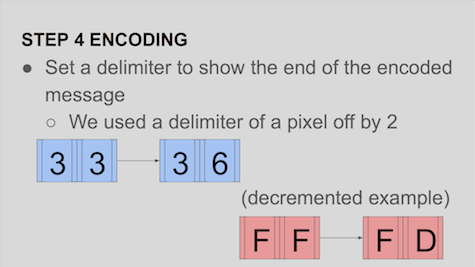 STEP 4 ENCODING
● Set a delimiter to show the end of the encoded
message
○ We used a delimiter of a pixel off by 2
3 3 3 6
(decremented example)
F F F D